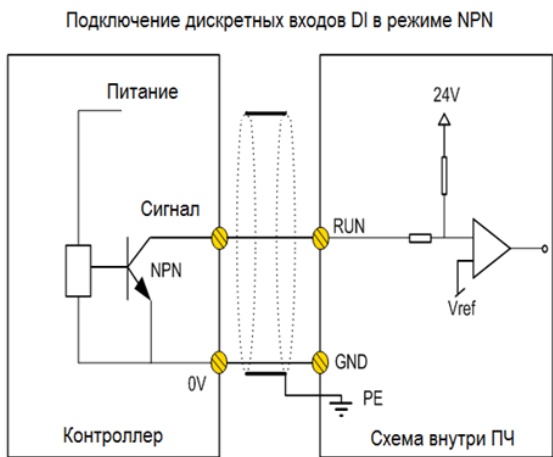 Подключение дискретных входов DI в режиме NPN
Питание
24V
Сигнал
RUN
NPN
Vref
0V
GND
PE
Контроллер
Схема внутри ПЧ